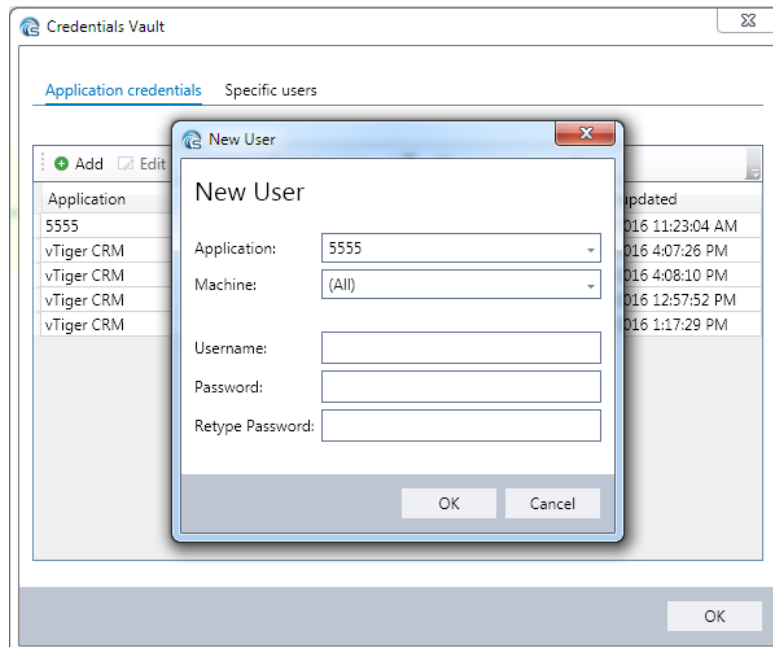 Credentials Vault
Application credentials Specific users
New User
Add Edit
New User
Application updated
5555 016 11:23:04 AM
Application: 5555
vTiger CRM 016 4:07:26 PM
vTiger CRM 016 4:08:10 PM
Machine: (All)
vTiger CRM 016 12:57:52 PM
vTiger CRM 016 1:17:29 PM
Username:
Password:
Retype Password:
OK Cancel
OK